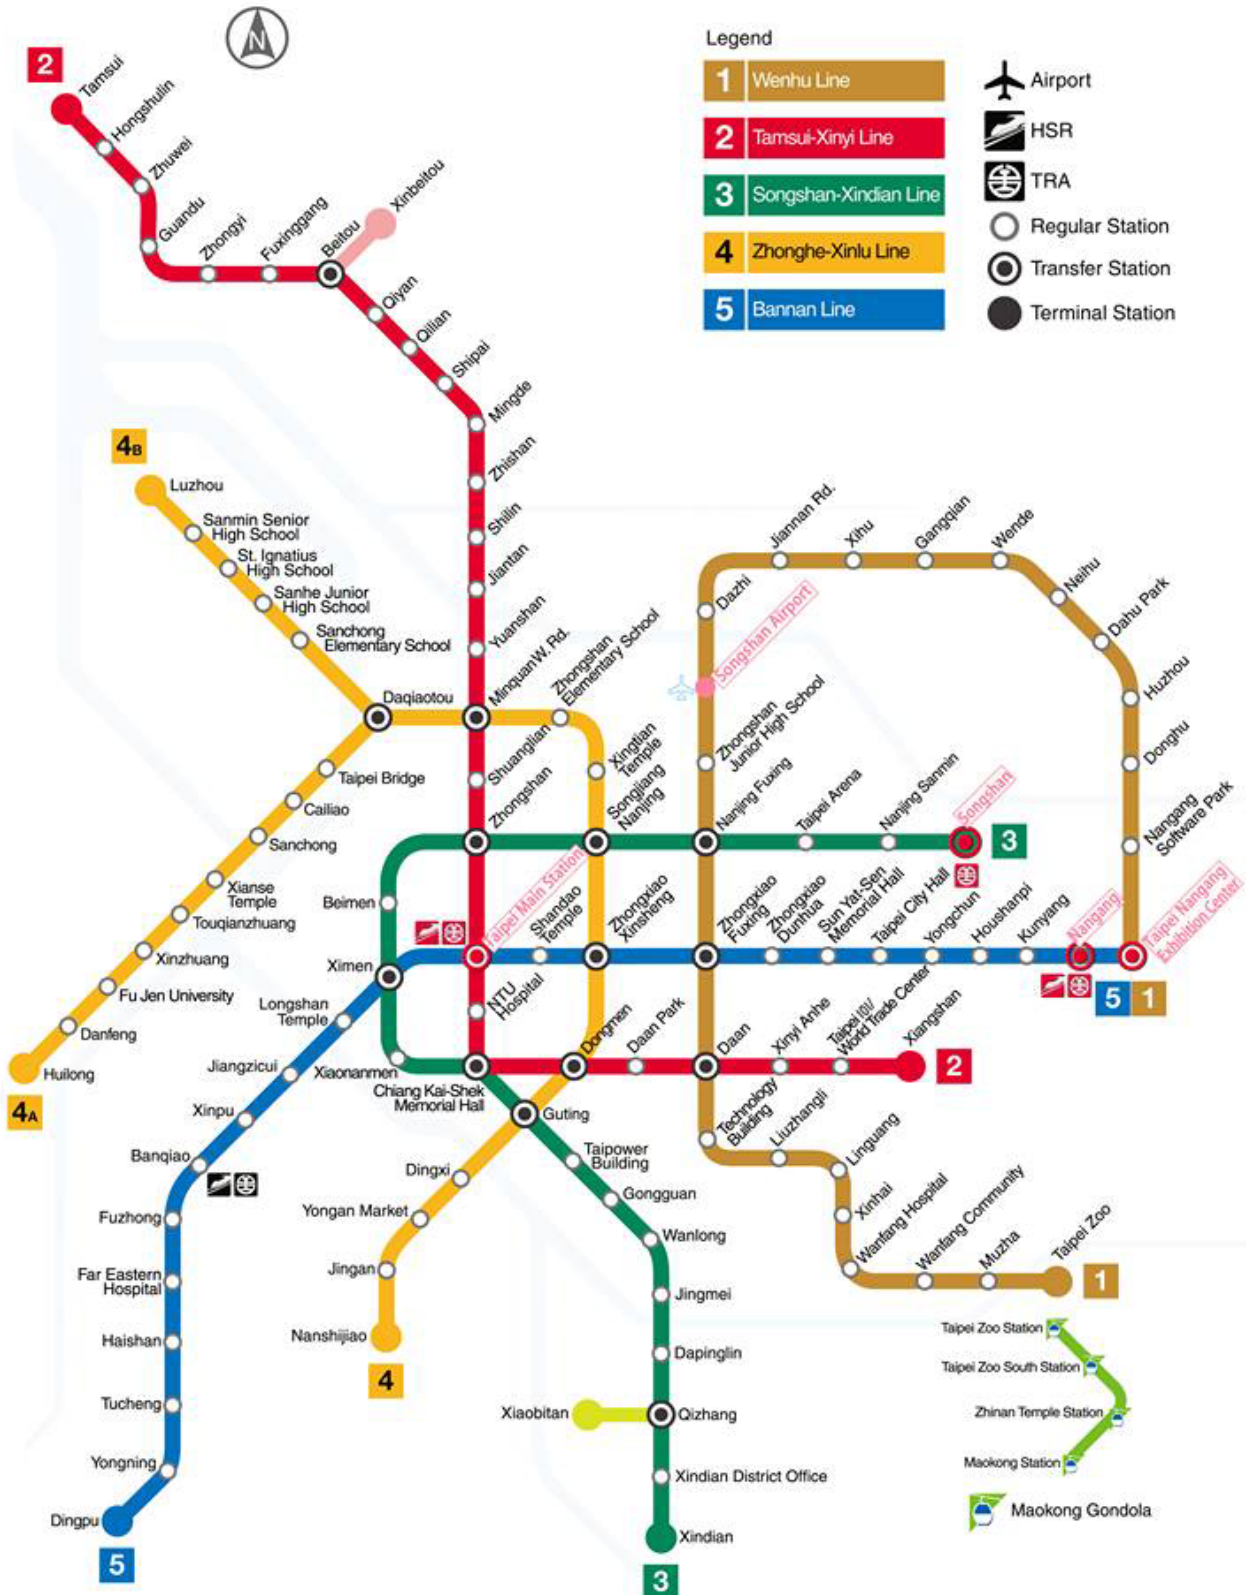 N
Legend
1 Wenhu Line
2 Tamsui-Xinyi Line
3 Songshan-Xindian Line
4 Zhonghe-Xinlu Line
5 Bannan Line
Airport
HSR
TRA
Regular Station
Transfer Station
Terminal Station
2
Tamsui
Hongshulin
Zhuwei
Guandu
Zhongyi
Fuxinggang
Beitou
Xinbeitou
Qiyan
Qilian
Shipai
Mingde
Zhishan
Shilin
Jiantan
Yuanshan
MinquanW. Rd.
Shuanglian
Zhongshan
Taipei Main Station
NTU
Hospital
Chiang Kai-Shek
Memorial Hall
Dongmen
Daan Park
Daan
Xinyi Anhe
Taipei 101/
World Trade Center
Xiangshan
2
4B
Luzhou
Sanmin Senior
High School
St. Ignatius
High School
Sanhe Junior
High School
Sanchong
Elementary School
Daqiaotou
Taipei Bridge
Cailiao
Sanchong
Xianse
Temple
Touqianzhuang
Xinzhuang
Fu Jen University
Danfeng
Huilong
4A
Zhongshan
Elementary School
Xingtian
Temple
Songjiang
Nanjing
Zhongxiao
Xinsheng
Guting
Dingxi
Yongan Market
Jingan
Nanshijiao
4
Jiannan Rd.
Xihu
Gangqian
Wende
Neihu
Dahu Park
Huzhou
Donghu
Nangang
Software Park
Taipei Nangang
Exhibition Center
5 1
Dazhi
Songshan Airport
Zhongshan
Junior High School
Nanjing Fuxing
Taipei Arena
Nanjing Sanmin
Songshan
3
Zhongxiao
Fuxing
Zhongxiao
Dunhua
Sun Yat-Sen
Memorial Hall
Taipei City Hall
Yongchun
Houshanpi
Kunyang
Nangang
Shandao
Temple
Beimen
Ximen
Longshan
Temple
Jiangzicui
Xinpu
Banqiao
Fuzhong
Far Eastern
Hospital
Haishan
Tucheng
Yongning
Dingpu
5
Xiaonanmen
Taipower
Building
Gongguan
Wanlong
Jingmei
Dapinglin
Xiaobitan
Qizhang
Xindian District Office
Xindian
3
Technology
Building
Liuzhangli
Linguang
Xinhai
Wanfang Hospital
Wanfang Community
Muzha
Taipei Zoo
1
Taipei Zoo Station
Taipei Zoo South Station
Zhinan Temple Station
Maokong Station
Maokong Gondola